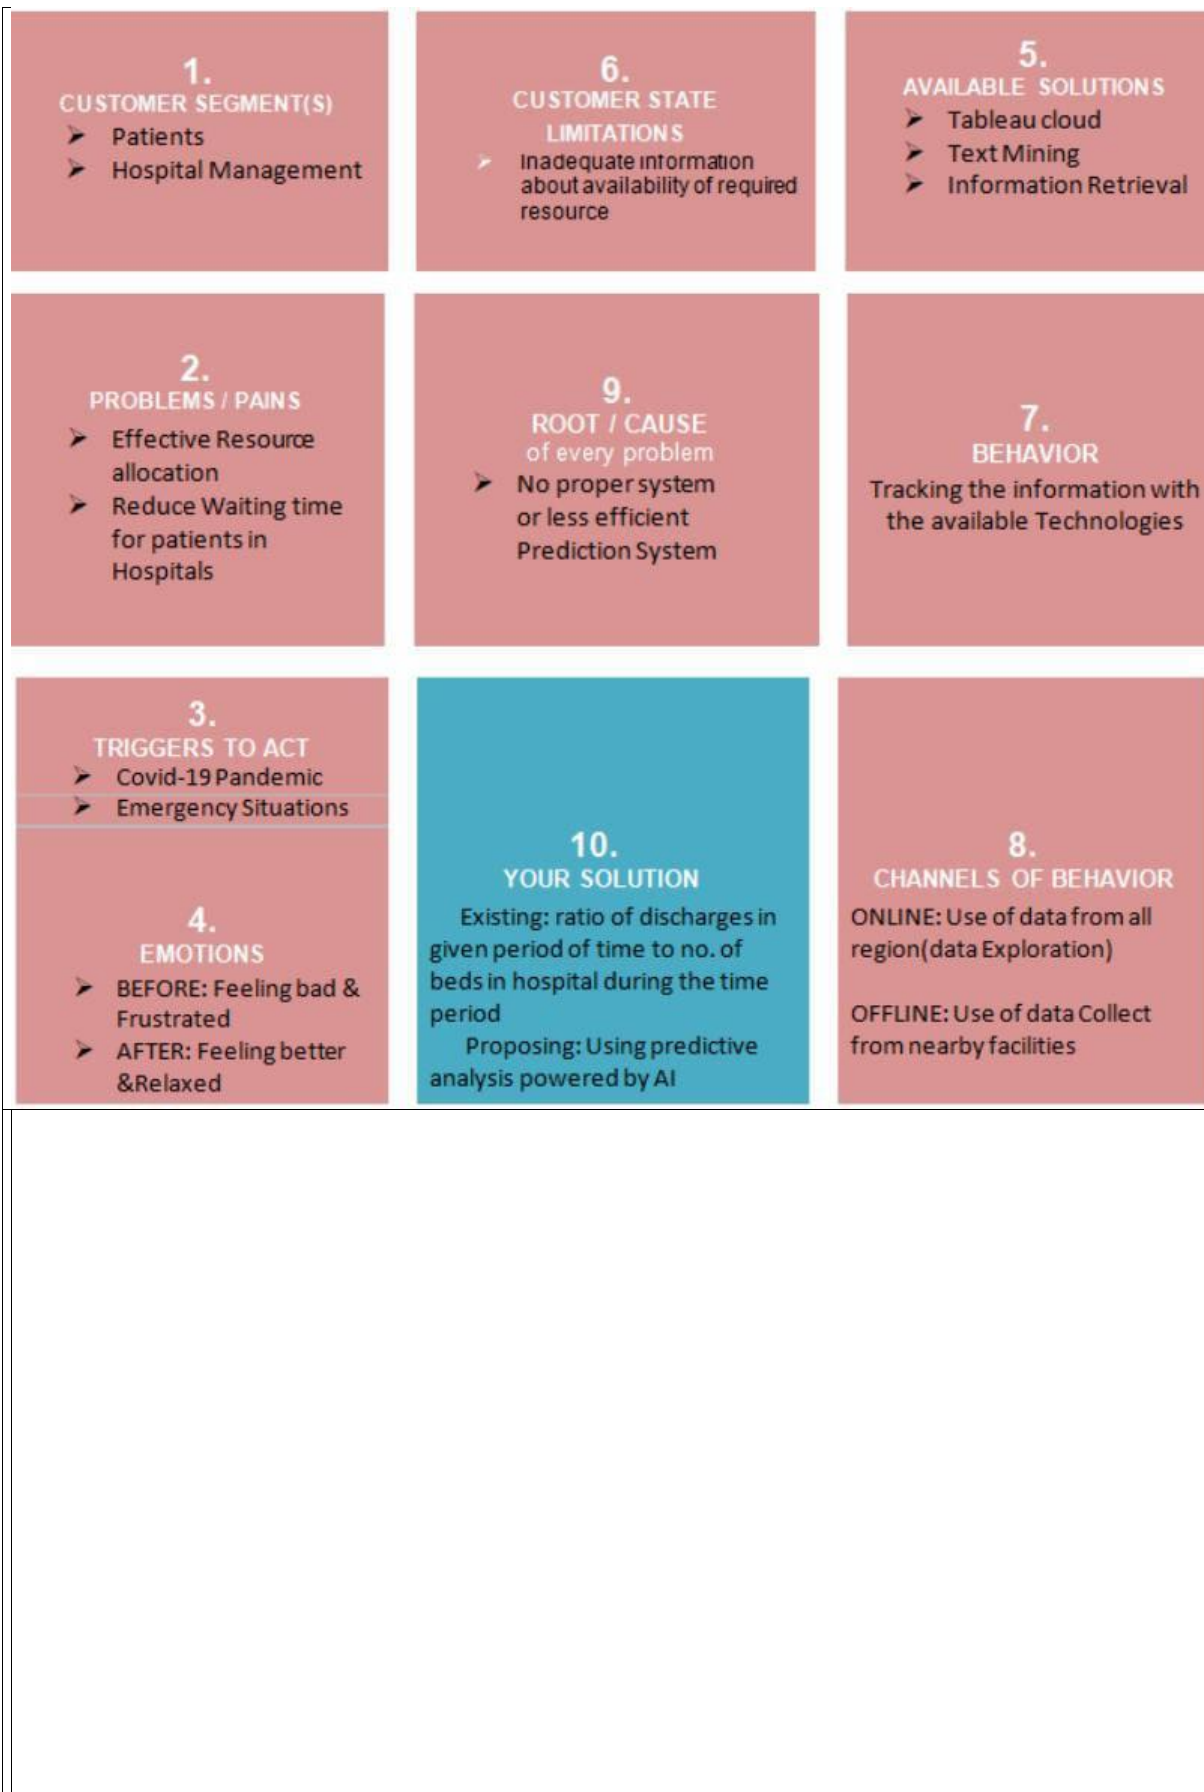 1.
CUSTOMER SEGMENT(S)
➢ Patients
➢ Hospital Management
6.
CUSTOMER STATE
LIMITATIONS
➢ Inadequate information
about availability of required
resource
5.
AVAILABLE SOLUTIONS
➢ Tableau cloud
➢ Text Mining
➢ Information Retrieval
2.
PROBLEMS / PAINS
➢ Effective Resource
allocation
➢ Reduce Waiting time
for patients in
Hospitals
9.
ROOT / CAUSE
of every problem
➢ No proper system
or less efficient
Prediction System
7.
BEHAVIOR
Tracking the information with
the available Technologies
3.
TRIGGERS TO ACT
➢ Covid-19 Pandemic
➢ Emergency Situations
4.
EMOTIONS
➢ BEFORE: Feeling bad &
Frustrated
➢ AFTER: Feeling better
&Relaxed
10.
YOUR SOLUTION
Existing: ratio of discharges in
given period of time to no. of
beds in hospital during the time
period
Proposing: Using predictive
analysis powered by AI
8.
CHANNELS OF BEHAVIOR
ONLINE: Use of data from all
region(data Exploration)
OFFLINE: Use of data Collect
from nearby facilities